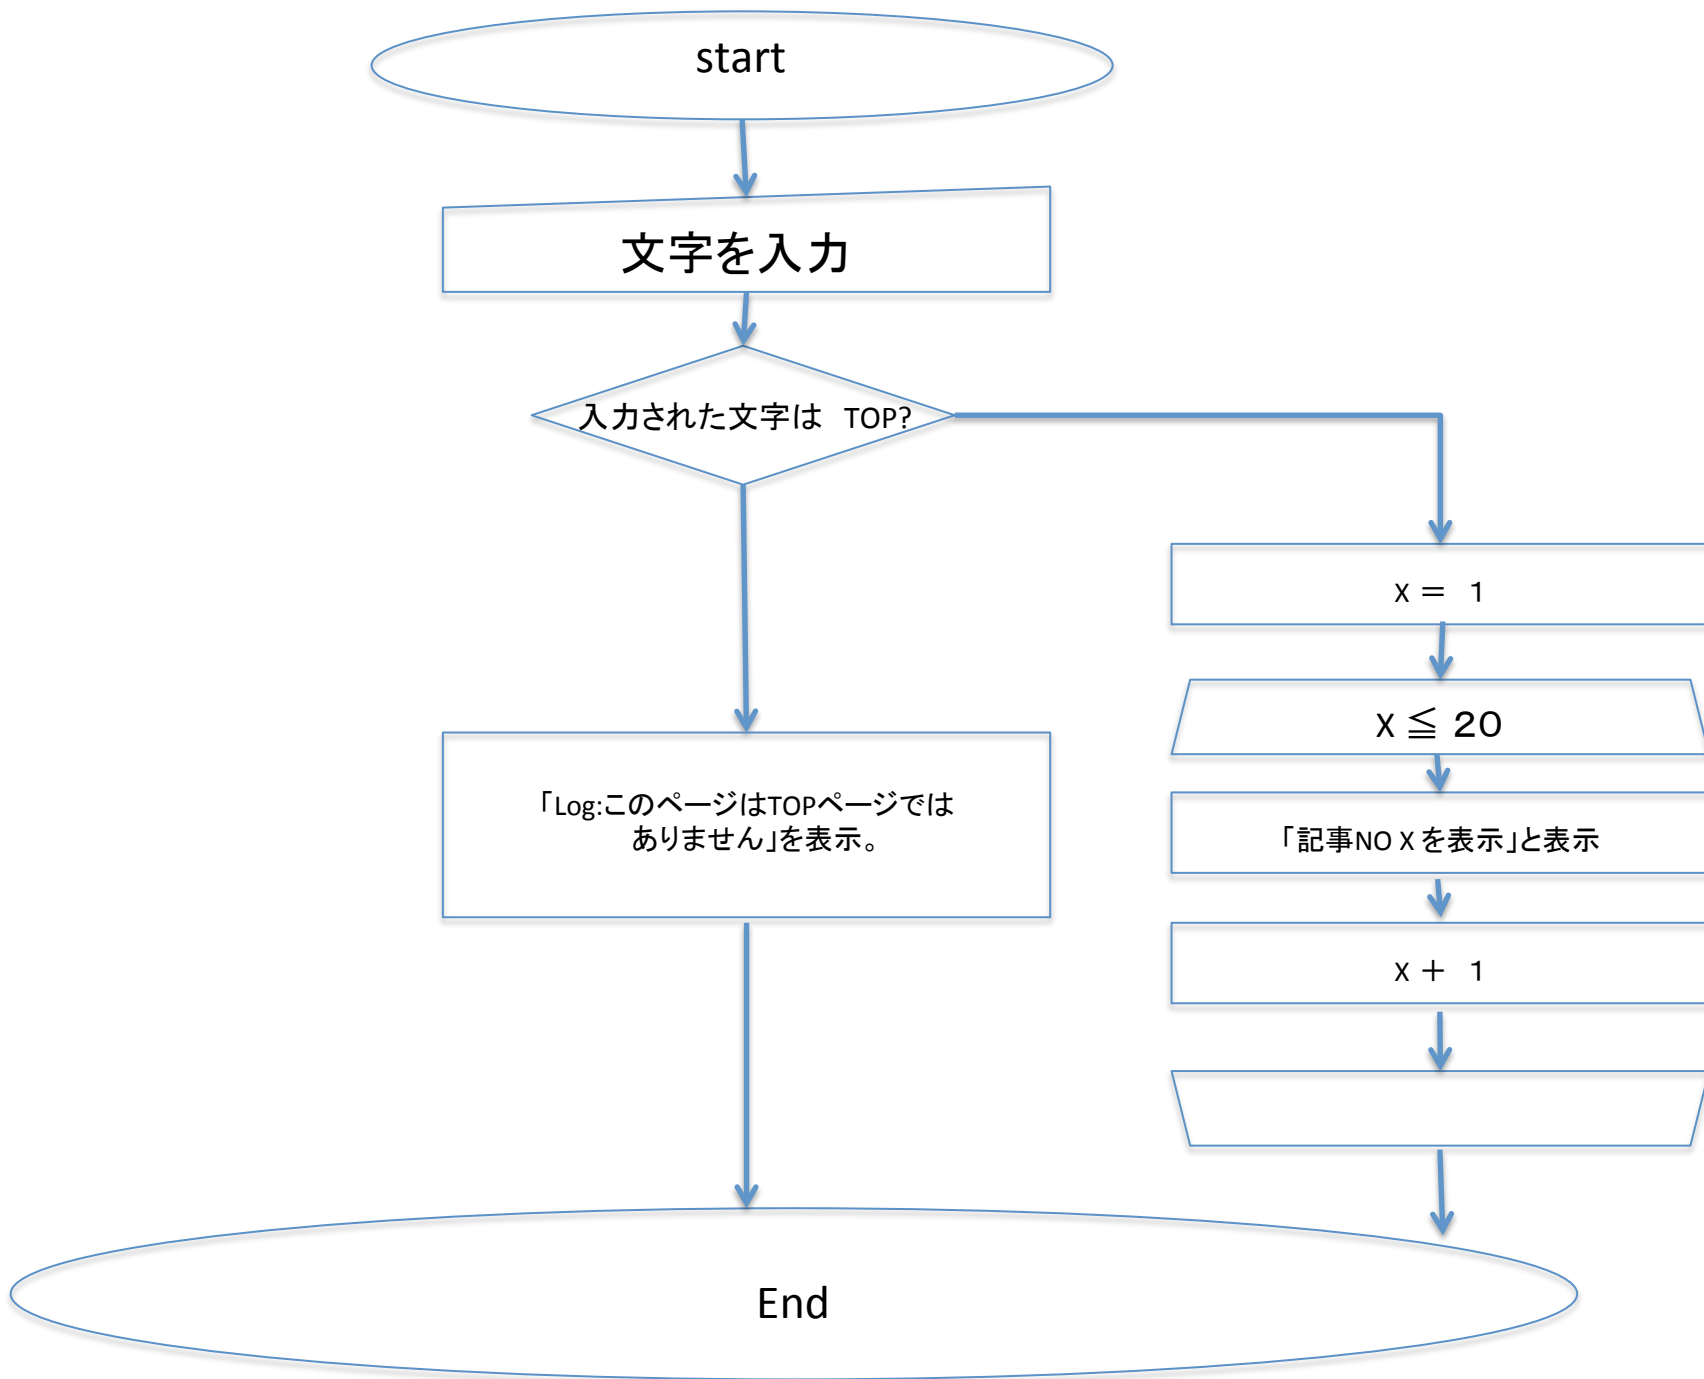 start
文字を入力
入力された文字は　TOP?
X＝　１
X ≦ ２０
「Log:このページはTOPページでは
ありません」を表示。
「記事NO X を表示」と表示
X＋　１
End